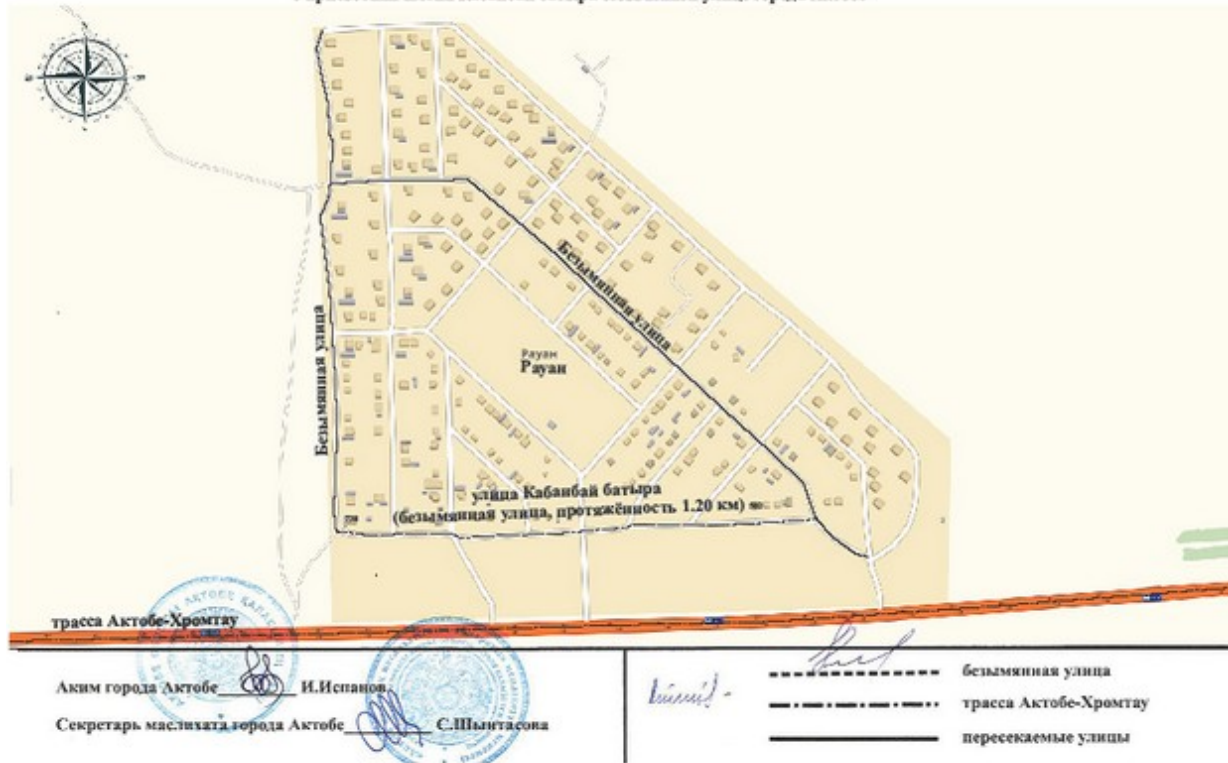 Безымянная улица
Безымянная улица
Рауан
Рауан
улица Кабанбай батыра
(безымянная улица, протяжённость 1.20 км)
трасса Актобе-Хромтау
Аким города Актобе И.Испанов
Секретарь маслихата города Актобе С.Шынтасова
безымянная улица
трасса Актобе-Хромтау
пересекаемые улицы